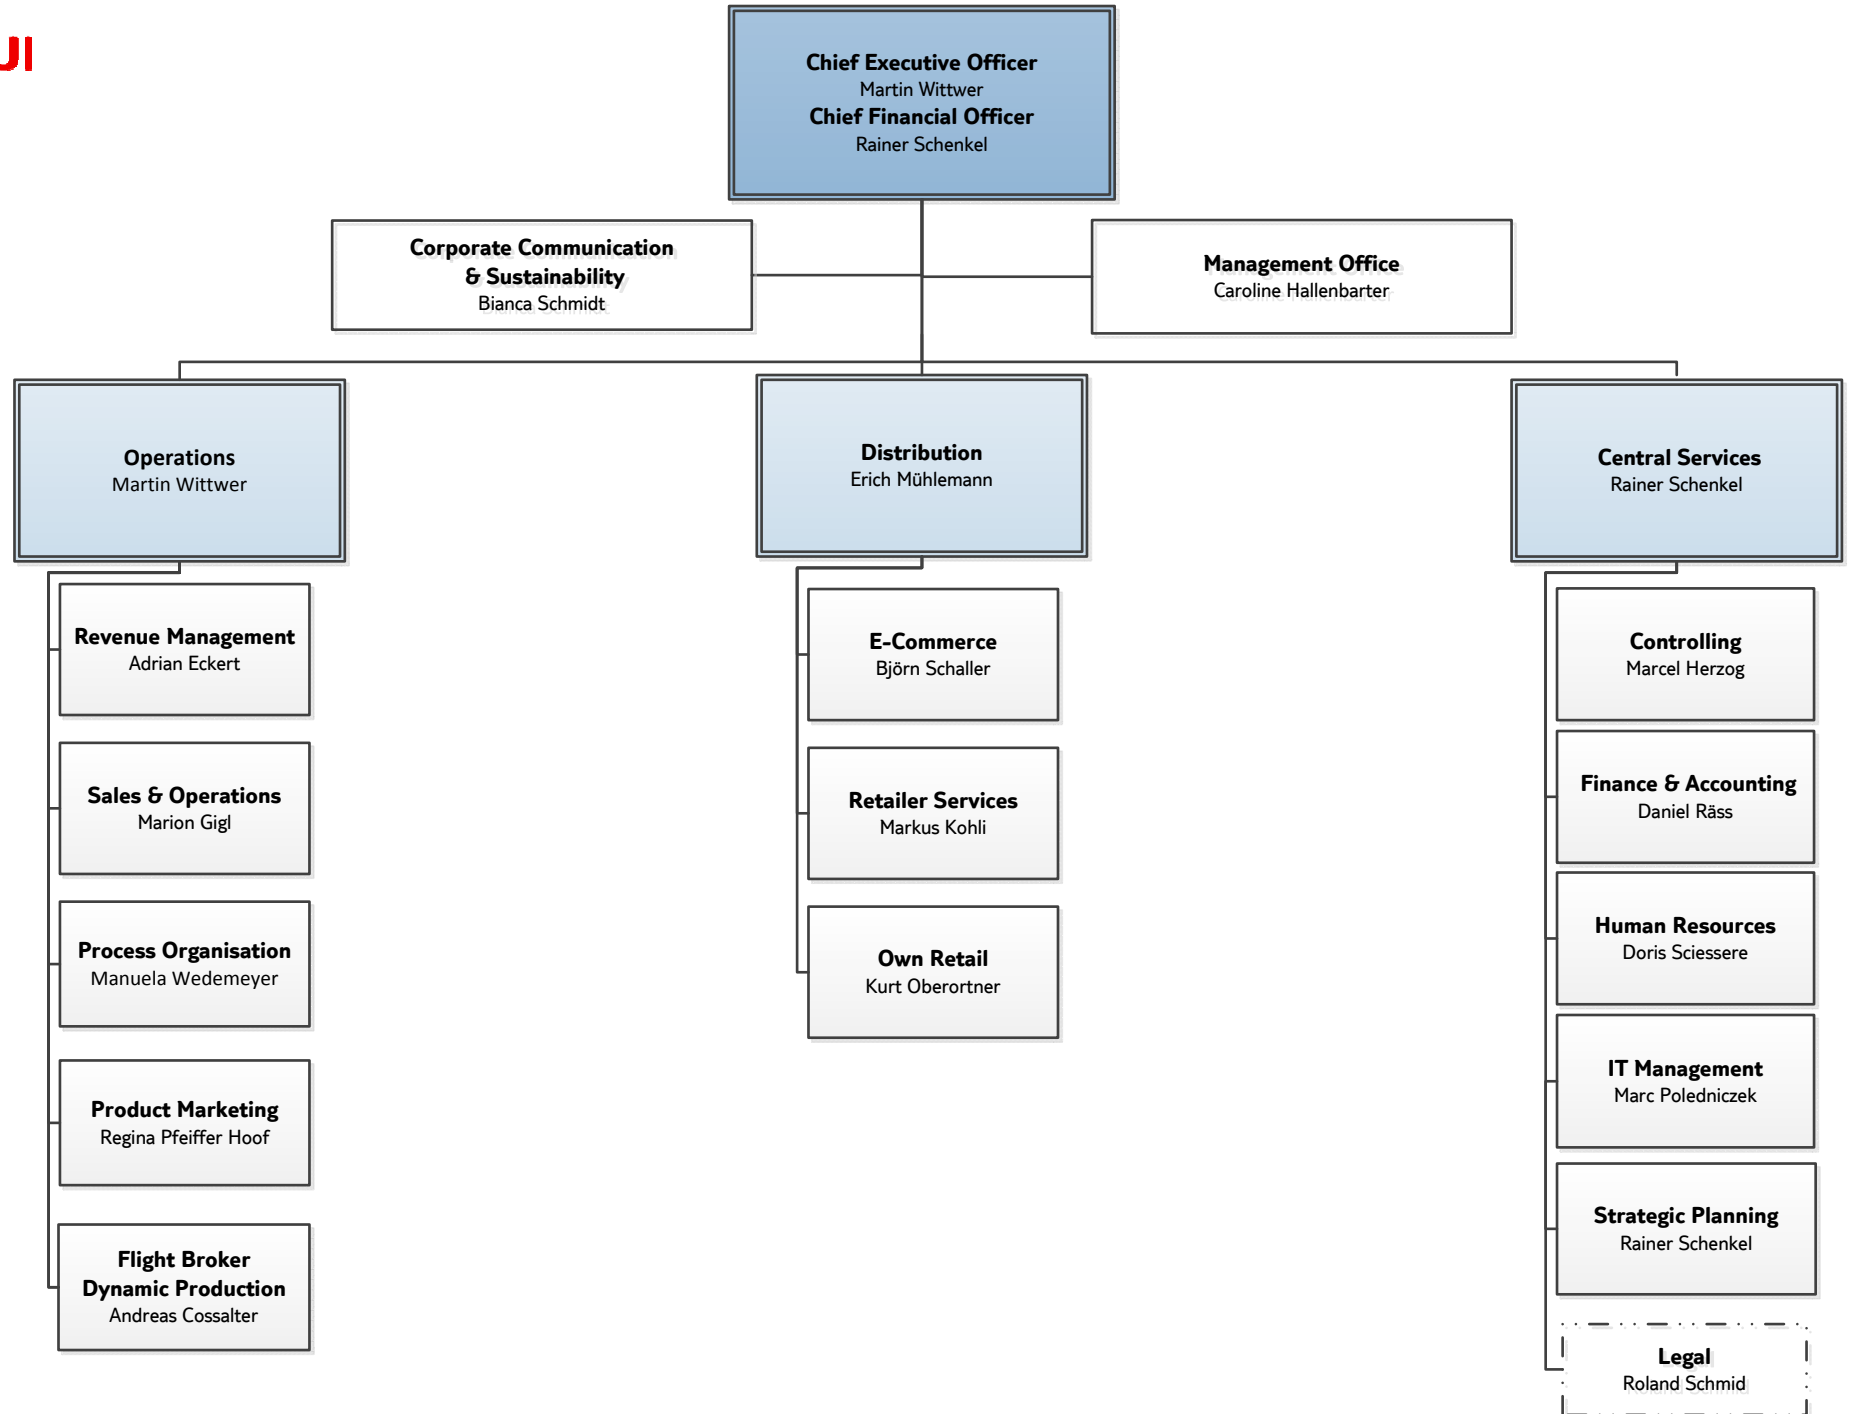 UI
Chief Executive Officer
Martin Wittwer
Chief Financial Officer
Rainer Schenkel
Corporate Communication
& Sustainability
Bianca Schmidt
Management Office
Caroline Hallenbarter
Operations
Martin Wittwer
Distribution
Erich Mühlemann
Central Services
Rainer Schenkel
Revenue Management
Adrian Eckert
Sales & Operations
Marion Gigl
Process Organisation
Manuela Wedemeyer
Product Marketing
Regina Pfeiffer Hoof
Flight Broker
Dynamic Production
Andreas Cossalter
E-Commerce
Björn Schaller
Retailer Services
Markus Kohli
Own Retail
Kurt Oberortner
Controlling
Marcel Herzog
Finance & Accounting
Daniel Räss
Human Resources
Doris Sciessere
IT Management
Marc Poledniczek
Strategic Planning
Rainer Schenkel
Legal
Roland Schmid